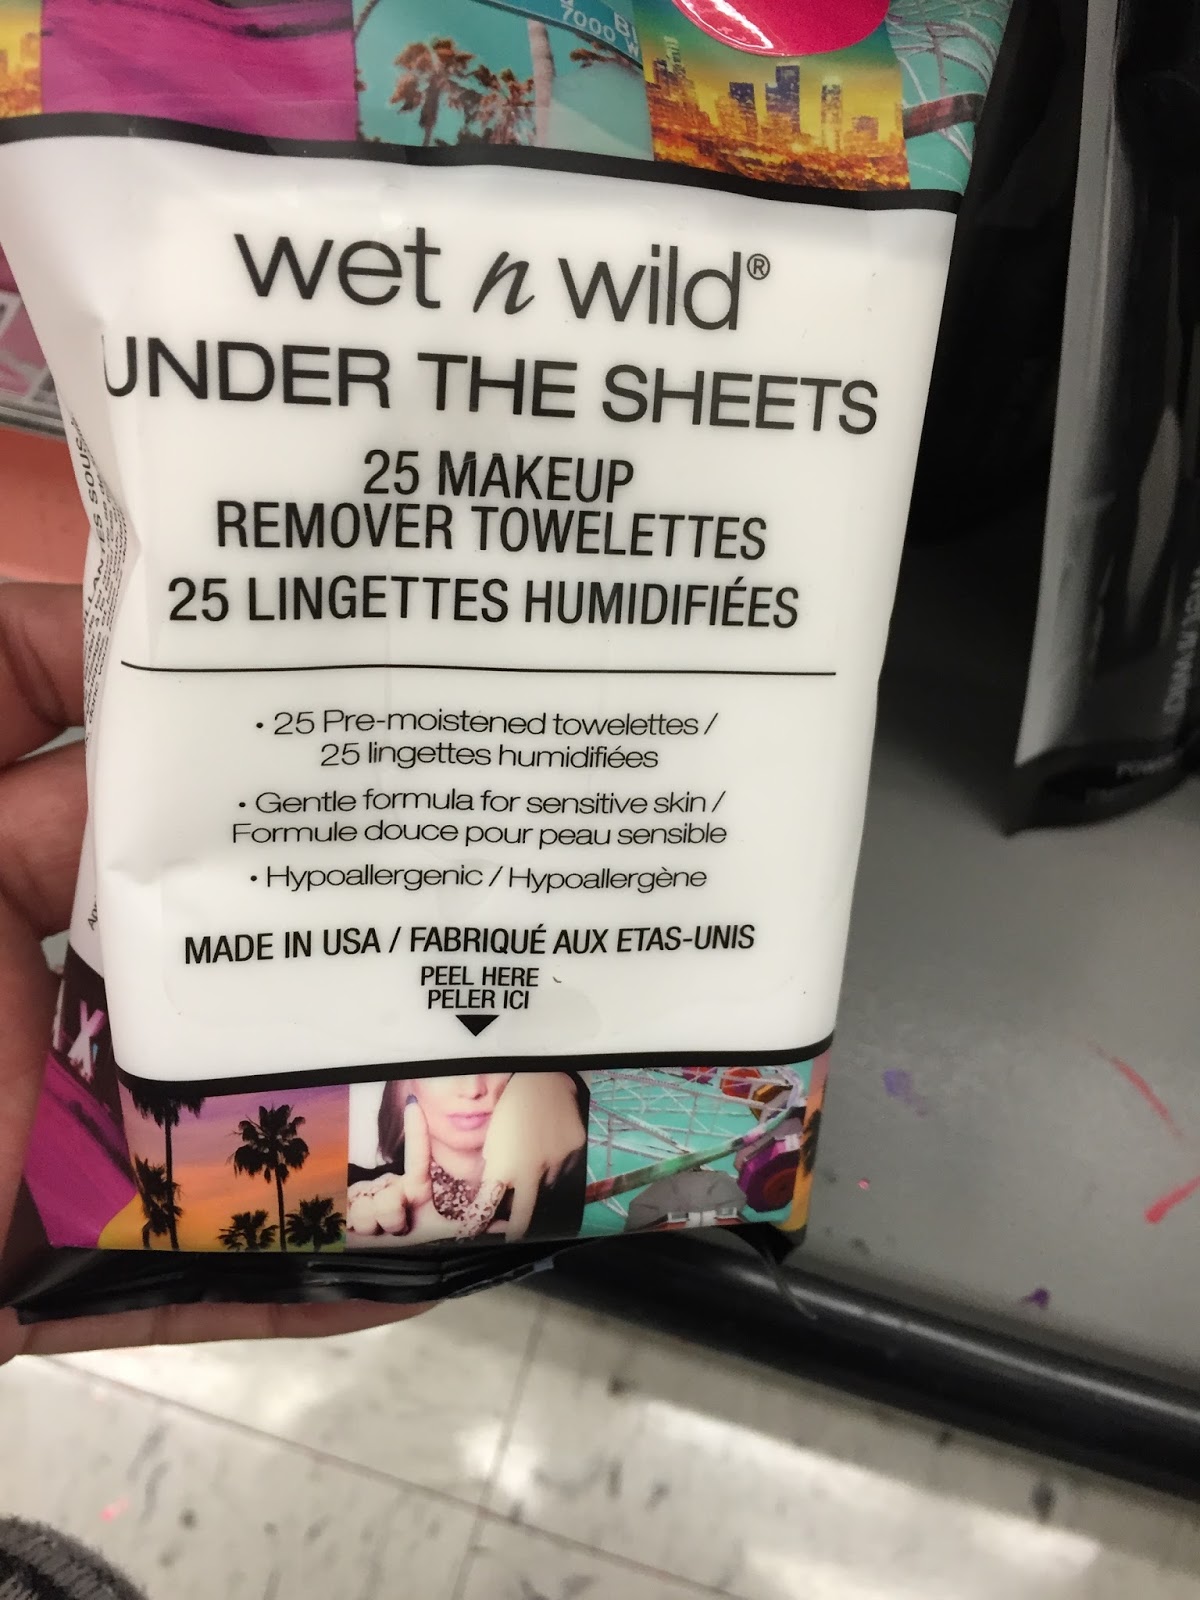 7000
wet n wild®
UNDER THE SHEETS
25 MAKEUP
REMOVER TOWELETTES
25 LINGETTES HUMIDIFIÉES
• 25 Pre-moistened towelettes /
25 lingettes humidifiées
• Gentle formula for sensitive skin /
Formule douce pour peau sensible
• Hypoallergenic / Hypoallergène
MADE IN USA / FABRIQUÉ AUX ETAS-UNIS
PEEL HERE
PELER ICI